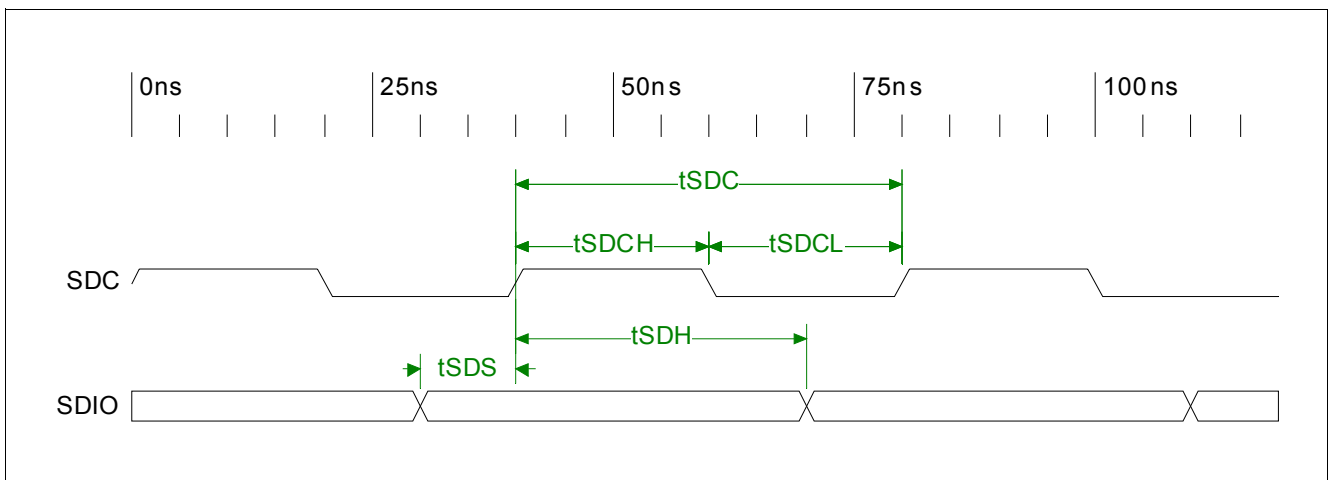 0ns 25ns 50ns 75ns 100ns
tSDC
tSDCH tSDCL
SDC
tSDH
tSDS
SDIO